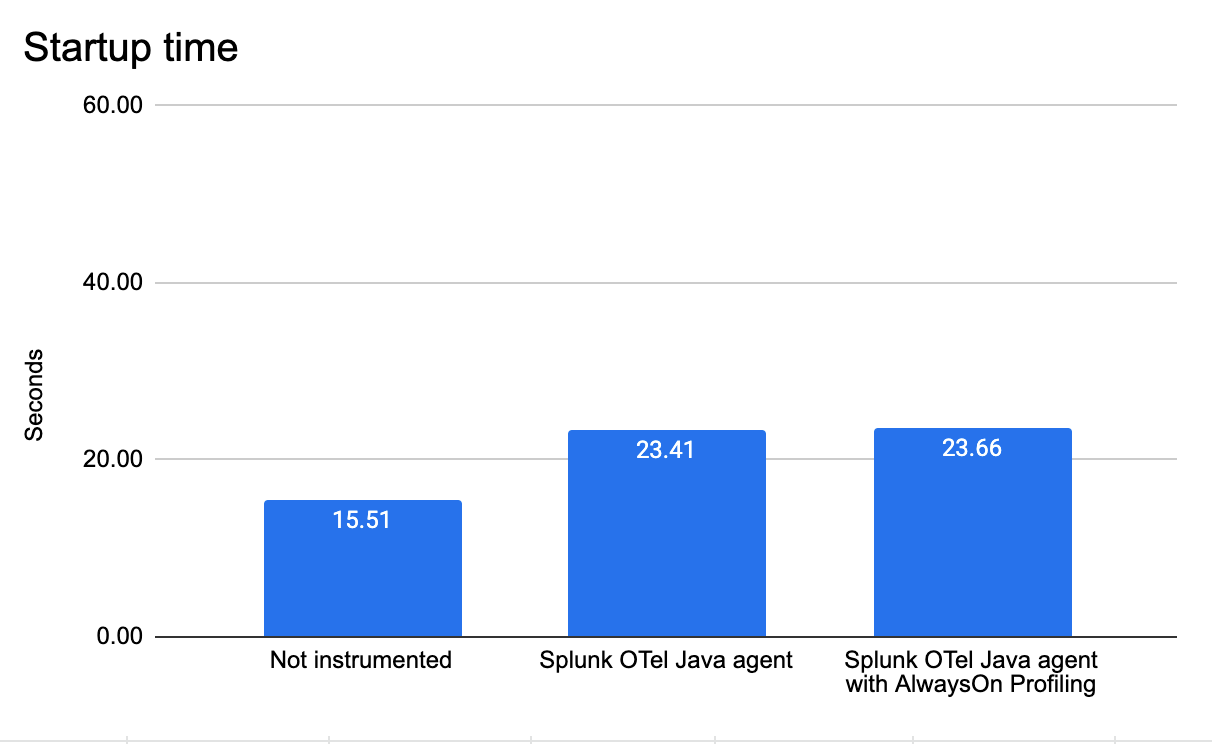 Startup time
60.00
40.00
20.00
0.00
Seconds
15.51
23.41
23.66
Not instrumented
Splunk OTel Java agent
Splunk OTel Java agent
with AlwaysOn Profiling